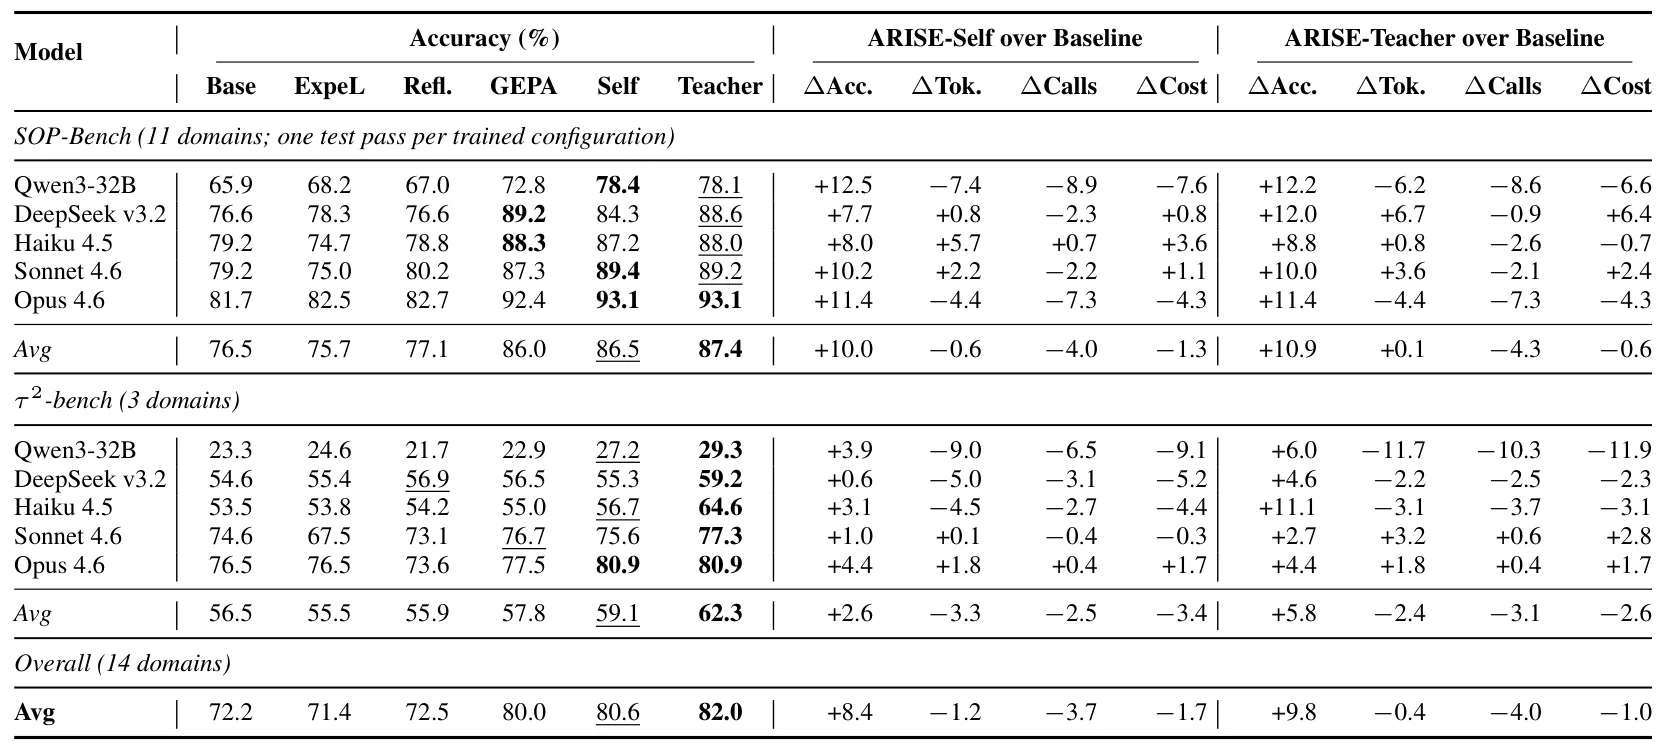 Model Accuracy (%) ARISE-Self over Baseline ARISE-Teacher over Baseline
Base ExpeL Refl. GEPA Self Teacher △Acc. △Tok. △Calls △Cost △Acc. △Tok. △Calls △Cost
SOP-Bench (11 domains; one test pass per trained configuration)
Qwen3-32B 65.9 68.2 67.0 72.8 78.4 78.1 +12.5 −7.4 −8.9 −7.6 +12.2 −6.2 −8.6 −6.6
DeepSeek v3.2 76.6 78.3 76.6 89.2 84.3 88.6 +7.7 +0.8 −2.3 +0.8 +12.0 +6.7 −0.9 +6.4
Haiku 4.5 79.2 74.7 78.8 88.3 87.2 88.0 +8.0 +5.7 +0.7 +3.6 +8.8 +0.8 −2.6 −0.7
Sonnet 4.6 79.2 75.0 80.2 87.3 89.4 89.2 +10.2 +2.2 −2.2 +1.1 +10.0 +3.6 −2.1 +2.4
Opus 4.6 81.7 82.5 82.7 92.4 93.1 93.1 +11.4 −4.4 −7.3 −4.3 +11.4 −4.4 −7.3 −4.3
Avg 76.5 75.7 77.1 86.0 86.5 87.4 +10.0 −0.6 −4.0 −1.3 +10.9 +0.1 −4.3 −0.6
τ²-bench (3 domains)
Qwen3-32B 23.3 24.6 21.7 22.9 27.2 29.3 +3.9 −9.0 −6.5 −9.1 +6.0 −11.7 −10.3 −11.9
DeepSeek v3.2 54.6 55.4 56.9 56.5 55.3 59.2 +0.6 −5.0 −3.1 −5.2 +4.6 −2.2 −2.5 −2.3
Haiku 4.5 53.5 53.8 54.2 55.0 56.7 64.6 +3.1 −4.5 −2.7 −4.4 +11.1 −3.1 −3.7 −3.1
Sonnet 4.6 74.6 67.5 73.1 76.7 75.6 77.3 +1.0 +0.1 −0.4 −0.3 +2.7 +3.2 +0.6 +2.8
Opus 4.6 76.5 76.5 73.6 77.5 80.9 80.9 +4.4 +1.8 +0.4 +1.7 +4.4 +1.8 +0.4 +1.7
Avg 56.5 55.5 55.9 57.8 59.1 62.3 +2.6 −3.3 −2.5 −3.4 +5.8 −2.4 −3.1 −2.6
Overall (14 domains)
Avg 72.2 71.4 72.5 80.0 80.6 82.0 +8.4 −1.2 −3.7 −1.7 +9.8 −0.4 −4.0 −1.0